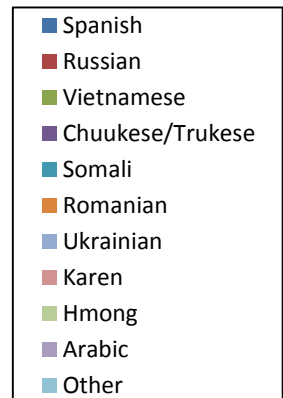 Spanish
Russian
Vietnamese
Chuukese/Trukese
Somali
Romanian
Ukrainian
Karen
Hmong
Arabic
Other